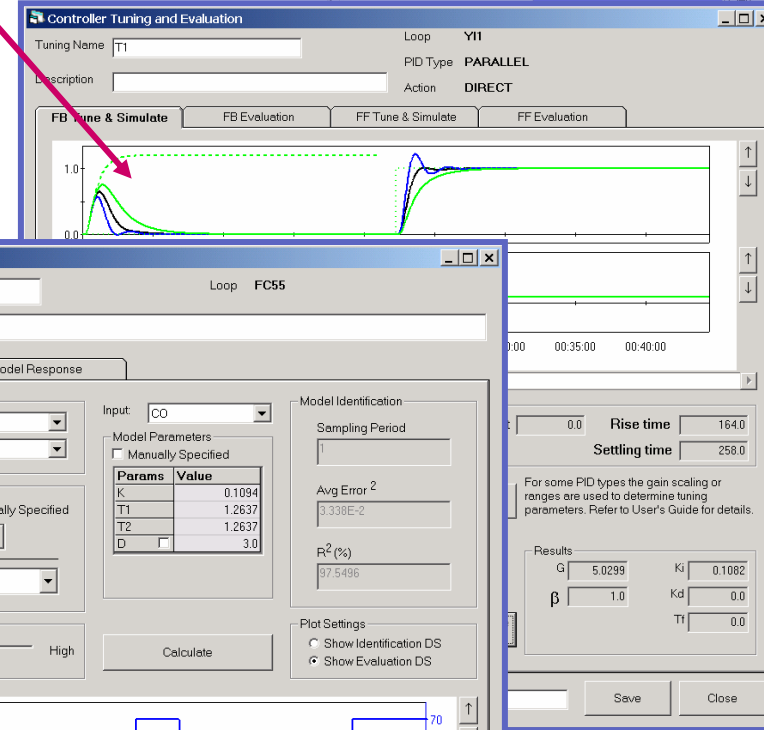 Controller Tuning and Evaluation
Tuning Name T1
Loop YI1
PID Type PARALLEL
Description
Action DIRECT
FB Tune & Simulate FB Evaluation FF Tune & Simulate FF Evaluation
1.0
0.0
00:35:00 00:40:00
0.0 Rise time 164.0
Settling time 258.0
For some PID types the gain scaling or
ranges are used to determine tuning
parameters. Refer to User's Guide for details.
Results
G 5.0299 Ki 0.1082
β 1.0 Kd 0.0
Tf 0.0
Save Close
Loop FC55
odel Response
Input: CO
Model Parameters
Manually Specified
Params Value
K 0.1094
T1 1.2637
T2 1.2637
D 3.0
Model Identification
Sampling Period
1
Avg Error 2
3.338E-2
R2 (%)
97.5496
ally Specified
High
Calculate
Plot Settings
Show Identification DS
Show Evaluation DS
70